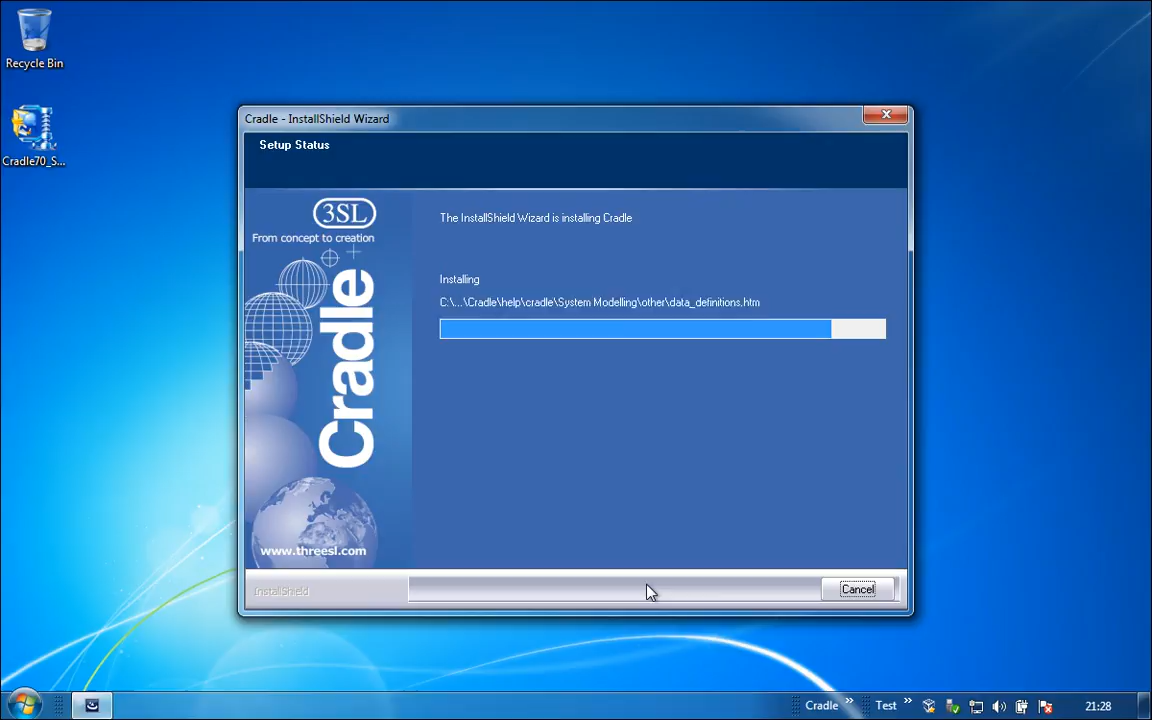 Recycle Bin
Cradle70_S...
Cradle - InstallShield Wizard
Setup Status
3SL
From concept to creation
Cradle
www.threesl.com
The InstallShield Wizard is installing Cradle
Installing
C:\...\Cradle\help\cradle\System Modelling\other\data_definitions.htm
InstallShield
Cancel
Cradle »
Test »
21:28